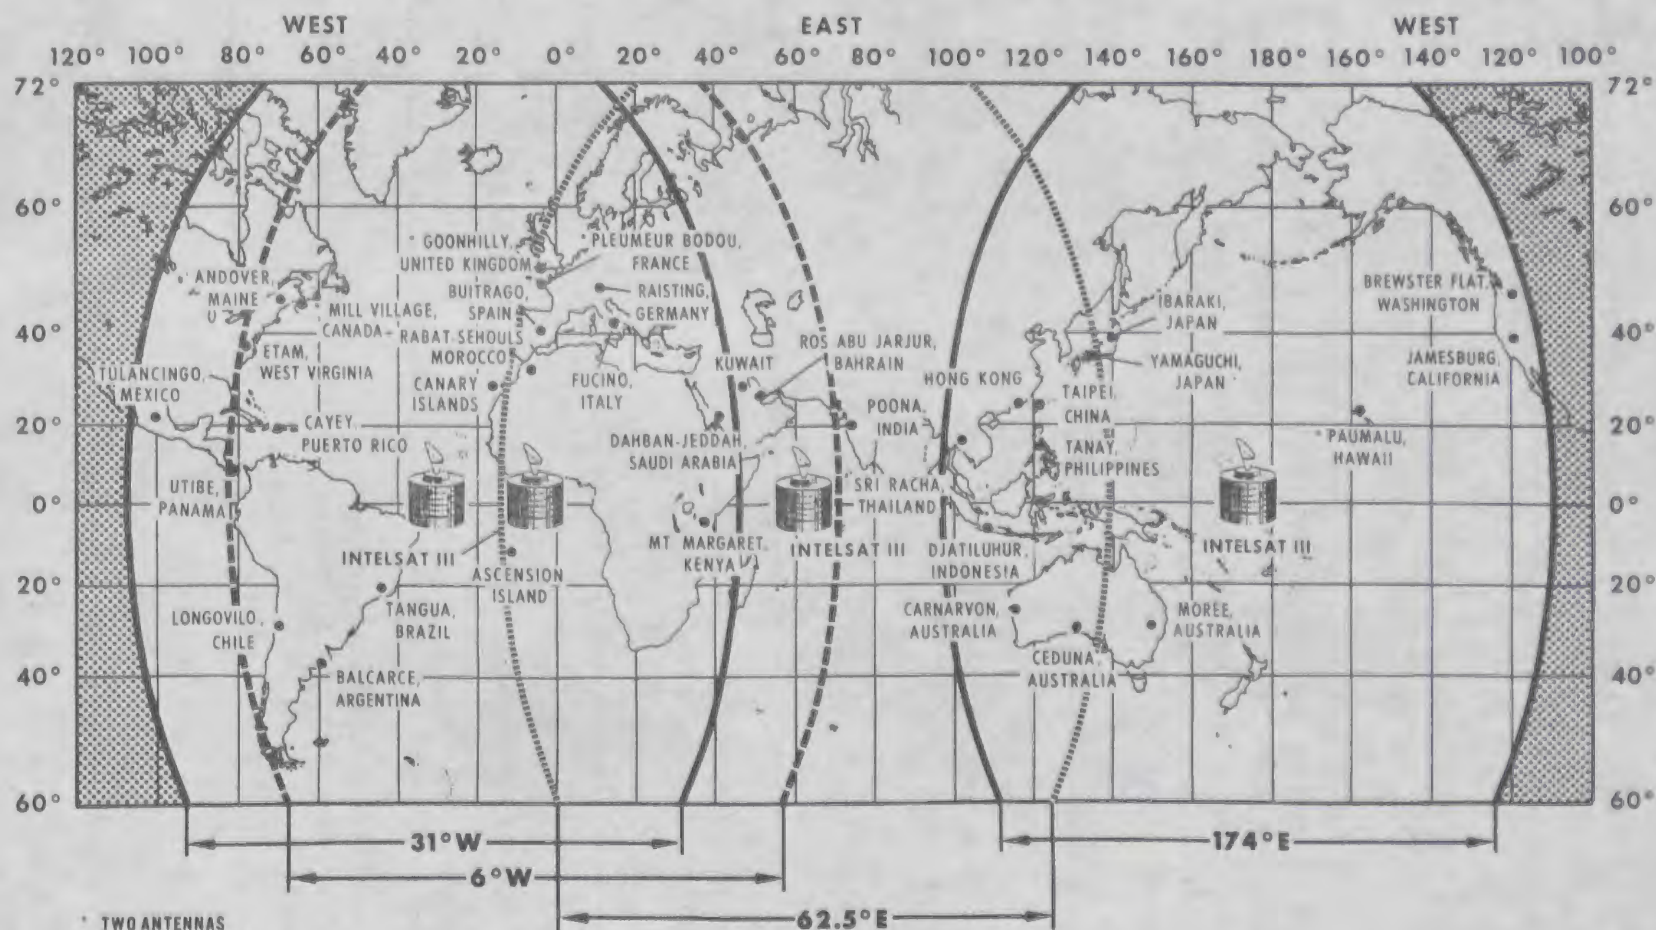 WEST EAST WEST
120° 100° 80° 60° 40° 20° 0° 20° 40° 60° 80° 100° 120° 140° 160° 180° 160° 140° 120° 100°
72° 72°
60° 60°
* GOONHILLY,
UNITED KINGDOM
* PLEUMEUR BODOU,
FRANCE
* ANDOVER,
MAINE
BUITRAGO,
SPAIN
RAISTING,
GERMANY
BREWSTER FLAT,
WASHINGTON
MILL VILLAGE,
CANADA
IBARAKI,
JAPAN
40° 40°
RABAT-SEHOULS
MOROCCO
ROS ABU JARJUR,
BAHRAIN
ETAM,
WEST VIRGINIA
KUWAIT
YAMAGUCHI,
JAPAN
JAMESBURG,
CALIFORNIA
TULANCINGO,
MEXICO
CANARY
ISLANDS
FUCINO,
ITALY
HONG KONG
TAIPEI,
CHINA
POONA,
INDIA
20° 20°
CAYEY,
PUERTO RICO
DAHBAN-JEDDAH,
SAUDI ARABIA
TANAY,
PHILIPPINES
* PAUMALU,
HAWAII
UTIBE,
PANAMA
SRI RACHA,
THAILAND
0° 0°
MT MARGARET,
KENYA
INTELSAT III
INTELSAT III
INTELSAT III
DJATILUHUR,
INDONESIA
ASCENSION
ISLAND
20° 20°
LONGOVILO,
CHILE
TANGUA,
BRAZIL
CARNARVON,
AUSTRALIA
MOREE,
AUSTRALIA
CEDUNA,
AUSTRALIA
40° 40°
BALCARCE,
ARGENTINA
60° 60°
31°W 174°E
6°W
62.5°E
* TWO ANTENNAS